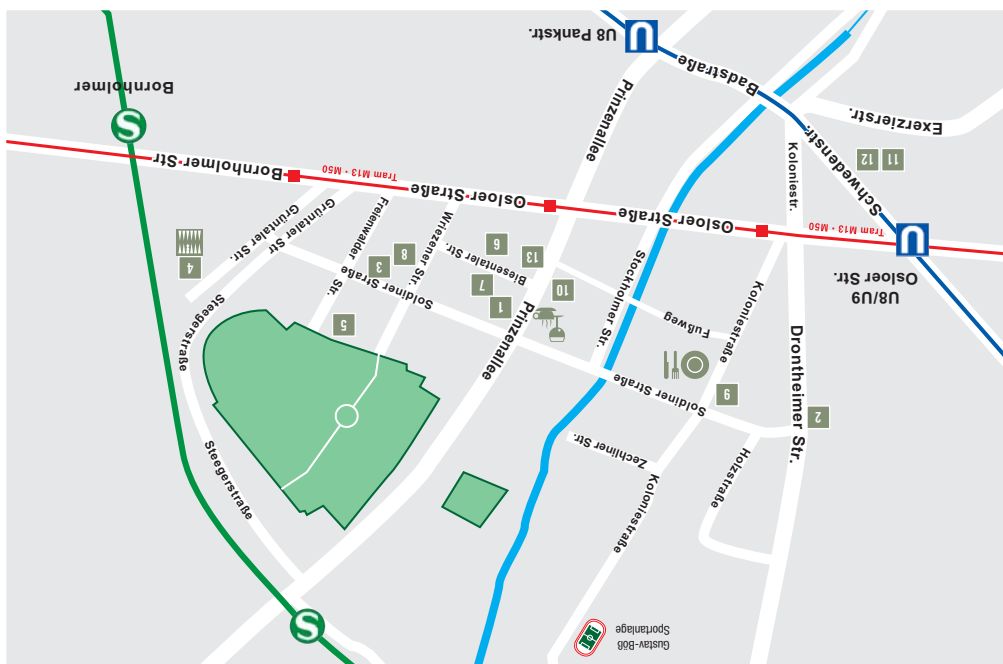 Gustav-Böß
Sportanlage
S
Koloniestraße
Holzstraße
Zechliner Str.
Steegerstraße
2
Drontheimer Str.
9
Soldiner Straße
Koloniestraße
Fußweg
Stockholmer Str.
Prinzenallee
10
1
7
13
6
Biesentaler Str.
5
Soldiner Straße
3
8
Wriezener Str.
Freienwalder Str.
Steegerstraße
4
Grüntaler Str.
Grüntaler Str
U8/U9
Osloer Str.
U
Tram M13 · M50
Osloer Straße
Osloer Straße
Tram M13 · M50
Bornholmer Str
11
12
Schwedenstr.
Koloniestr.
Exerzierstr.
Prinzenallee
S
Bornholmer
Badstraße
U
U8 Pankstr.